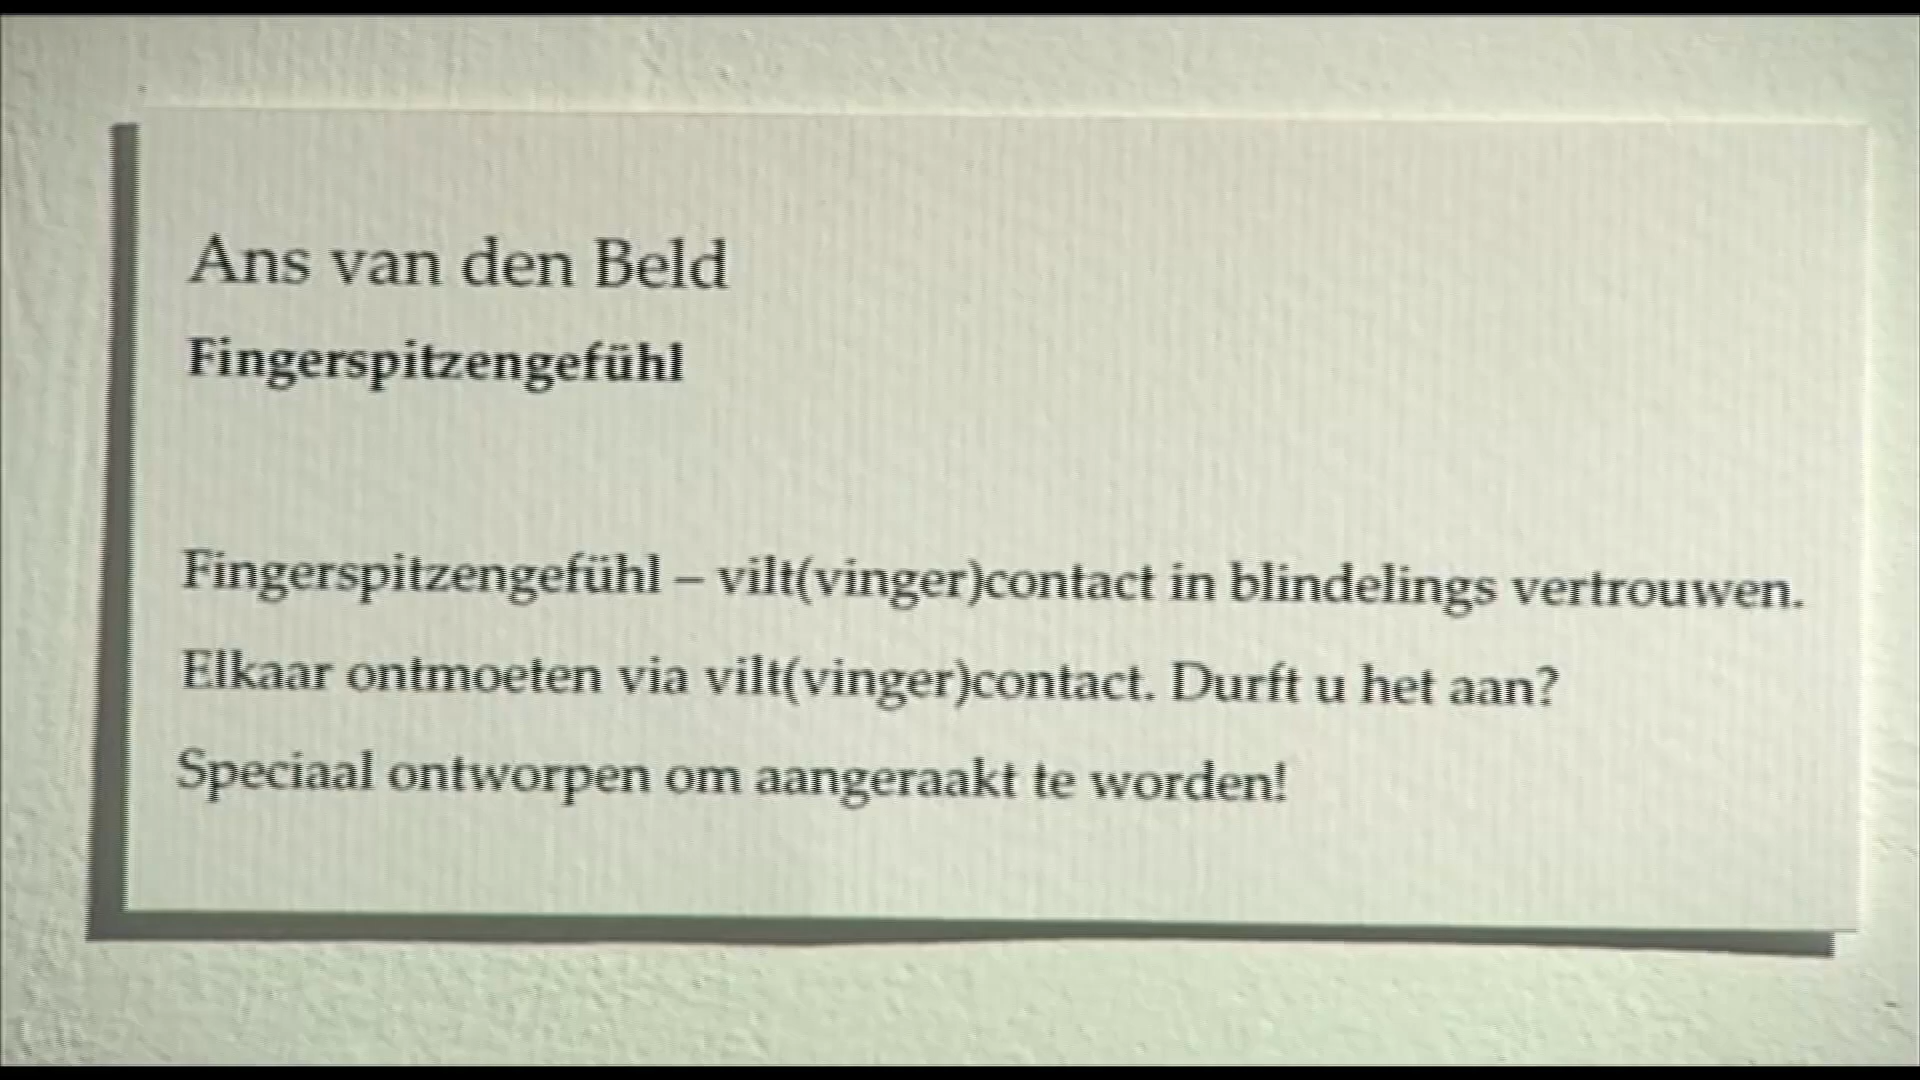 Ans van den Beld
Fingerspitzengefühl
Fingerspitzengefühl – vilt(vinger)contact in blindelings vertrouwen.
Elkaar ontmoeten via vilt(vinger)contact. Durft u het aan?
Speciaal ontworpen om aangeraakt te worden!